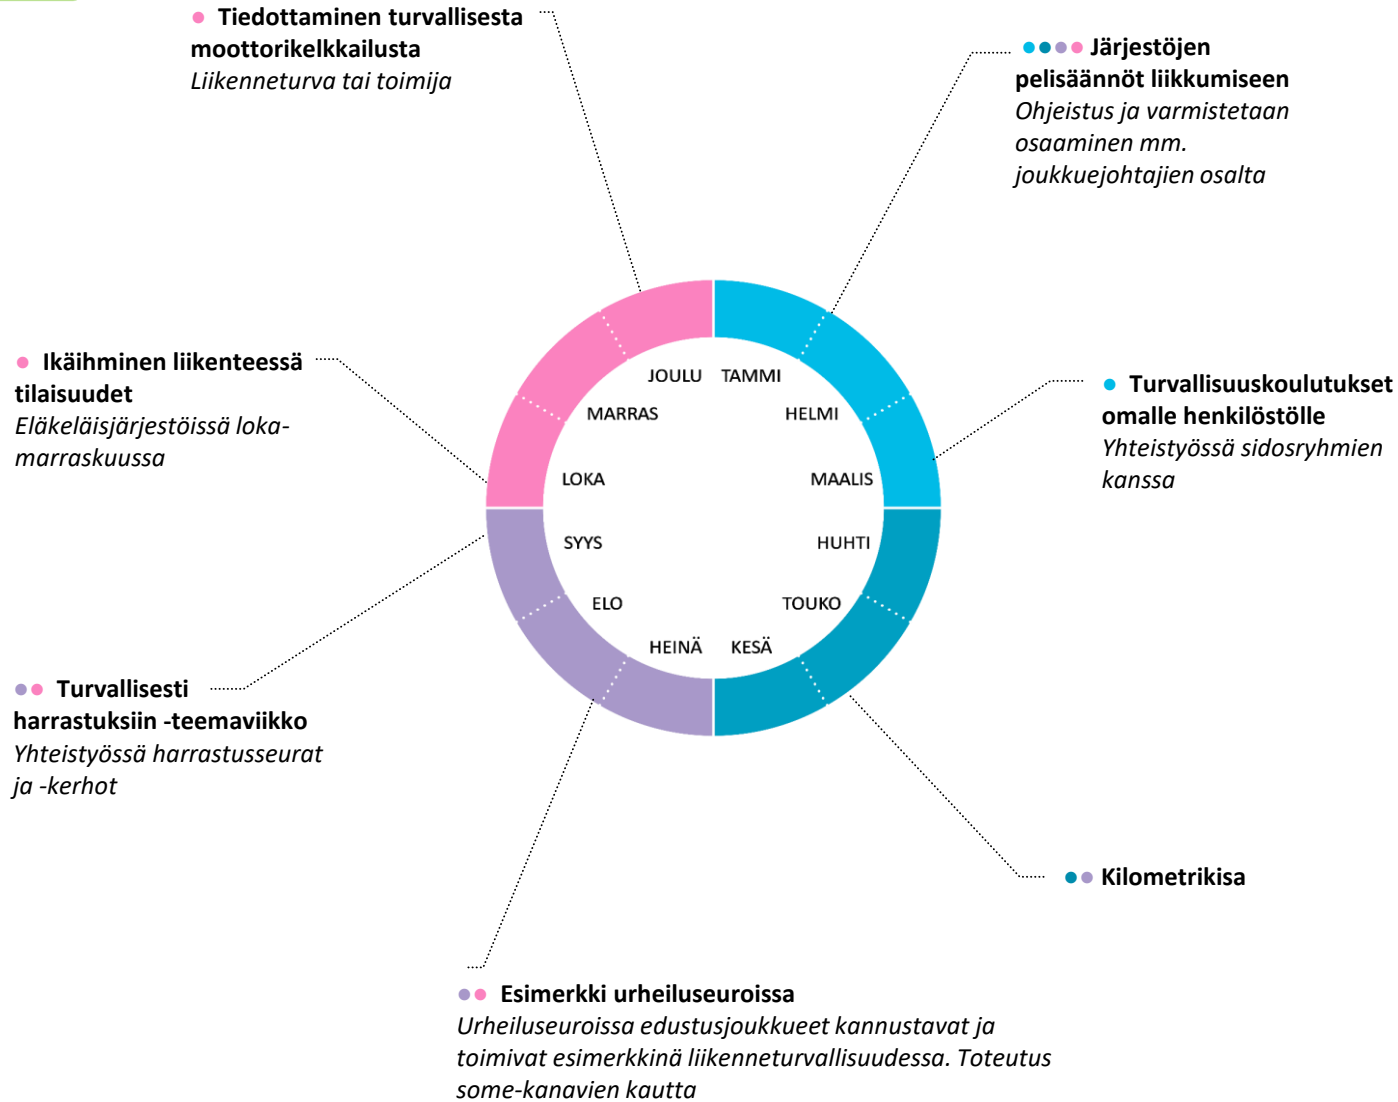 ● Tiedottaminen turvallisesta
moottorikelkkailusta
Liikenneturva tai toimija
●●●● Järjestöjen
pelisäännöt liikkumiseen
Ohjeistus ja varmistetaan
osaaminen mm.
joukkuejohtajien osalta
● Ikäihminen liikenteessä
tilaisuudet
Eläkeläisjärjestöissä loka-
marraskuussa
● Turvallisuuskoulutukset
omalle henkilöstölle
Yhteistyössä sidosryhmien
kanssa
JOULU TAMMI
MARRAS HELMI
LOKA MAALIS
SYYS HUHTI
ELO TOUKO
HEINÄ KESÄ
●● Turvallisesti
harrastuksiin -teemaviikko
Yhteistyössä harrastusseurat
ja -kerhot
●● Kilometrikisa
●● Esimerkki urheiluseuroissa
Urheiluseuroissa edustusjoukkueet kannustavat ja
toimivat esimerkkinä liikenneturvallisuudessa. Toteutus
some-kanavien kautta